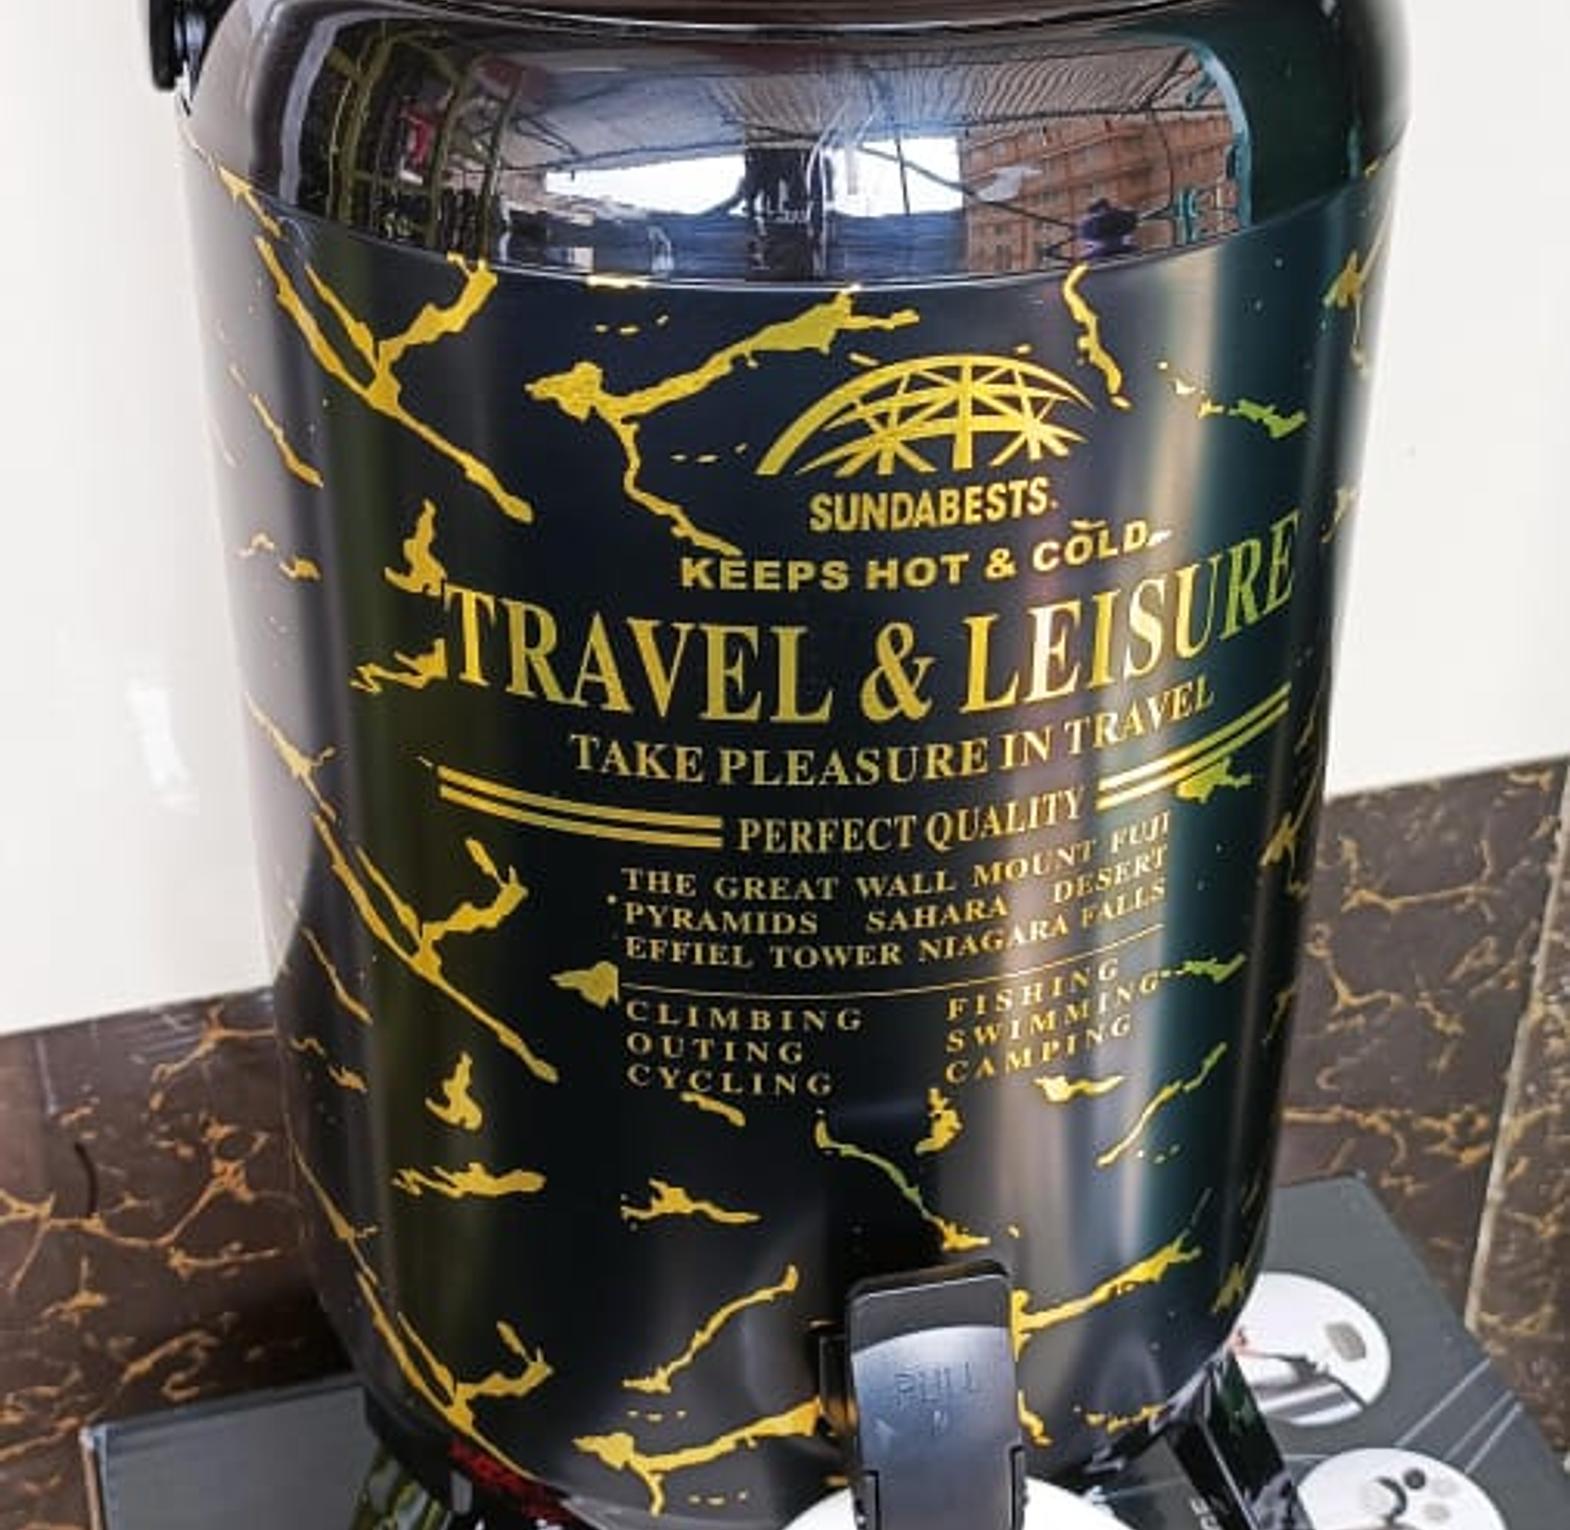 SUNDABESTS.
KEEPS HOT & COLD
TRAVEL & LEISURE
TAKE PLEASURE IN TRAVEL
PERFECT QUALITY
THE GREAT WALL MOUNT FUJI
PYRAMIDS SAHARA DESERT
EFFIEL TOWER NIAGARA FALLS
CLIMBING FISHING
OUTING SWIMMING
CYCLING CAMPING
PULL